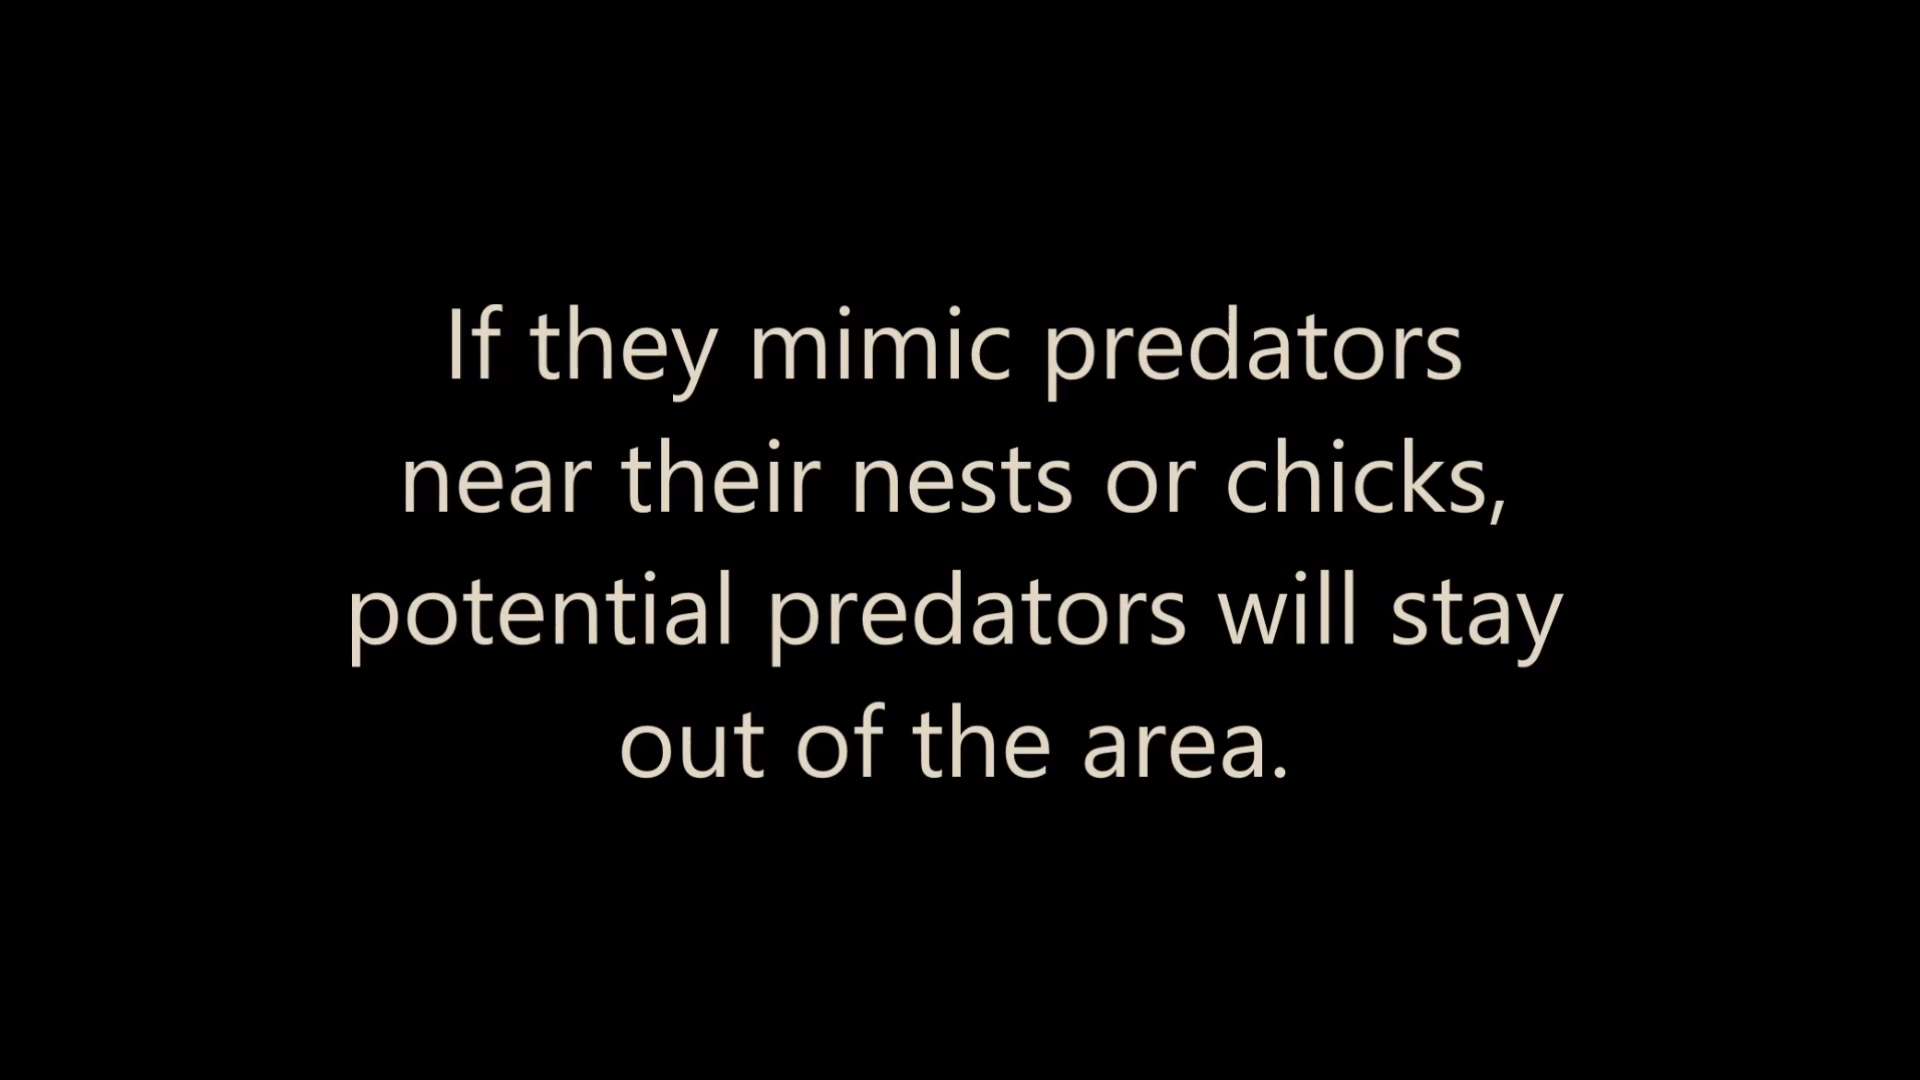 If they mimic predators
near their nests or chicks,
potential predators will stay
out of the area.